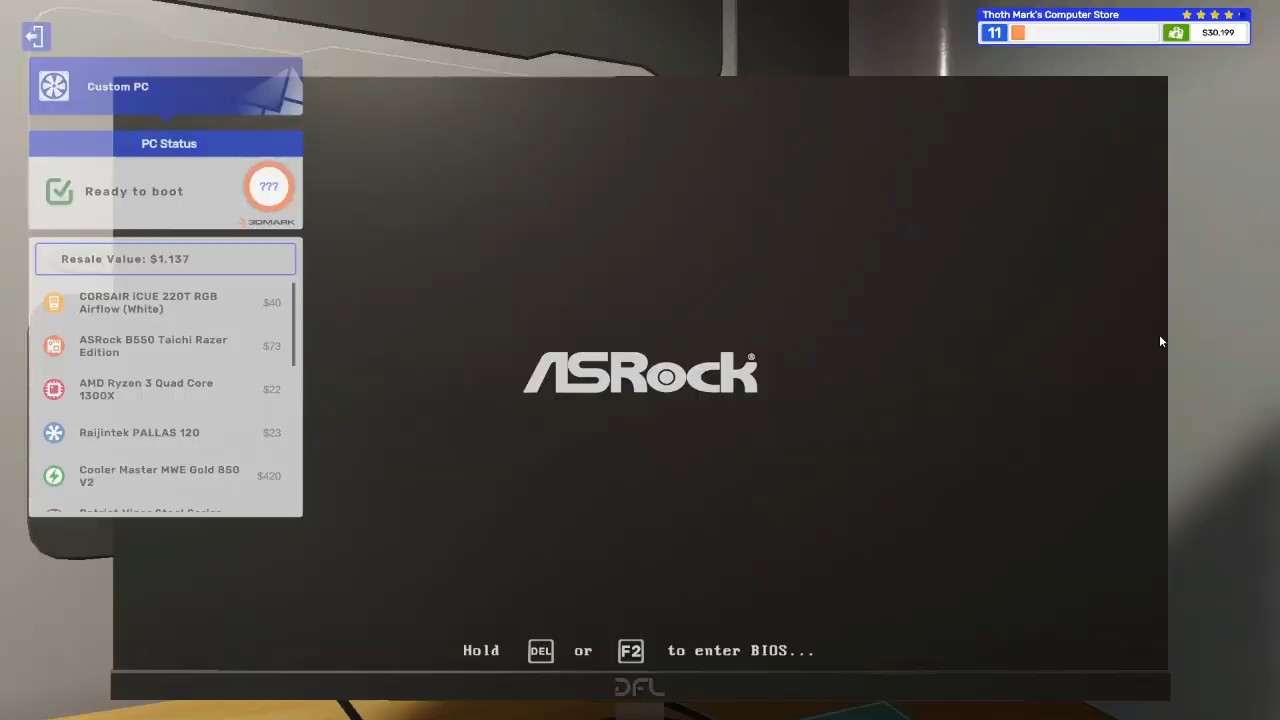 Thoth Mark's Computer Store
11
$30.199
Custom PC
PC Status
Ready to boot
???
3DMARK
Resale Value: $1.137
CORSAIR iCUE 220T RGB
Airflow (White)
$40
ASRock B550 Taichi Razer
Edition
$73
AMD Ryzen 3 Quad Core
1300X
$22
Raijintek PALLAS 120
$23
Cooler Master MWE Gold 850
V2
$420
ASRock®
Hold DEL or F2 to enter BIOS...
DFL